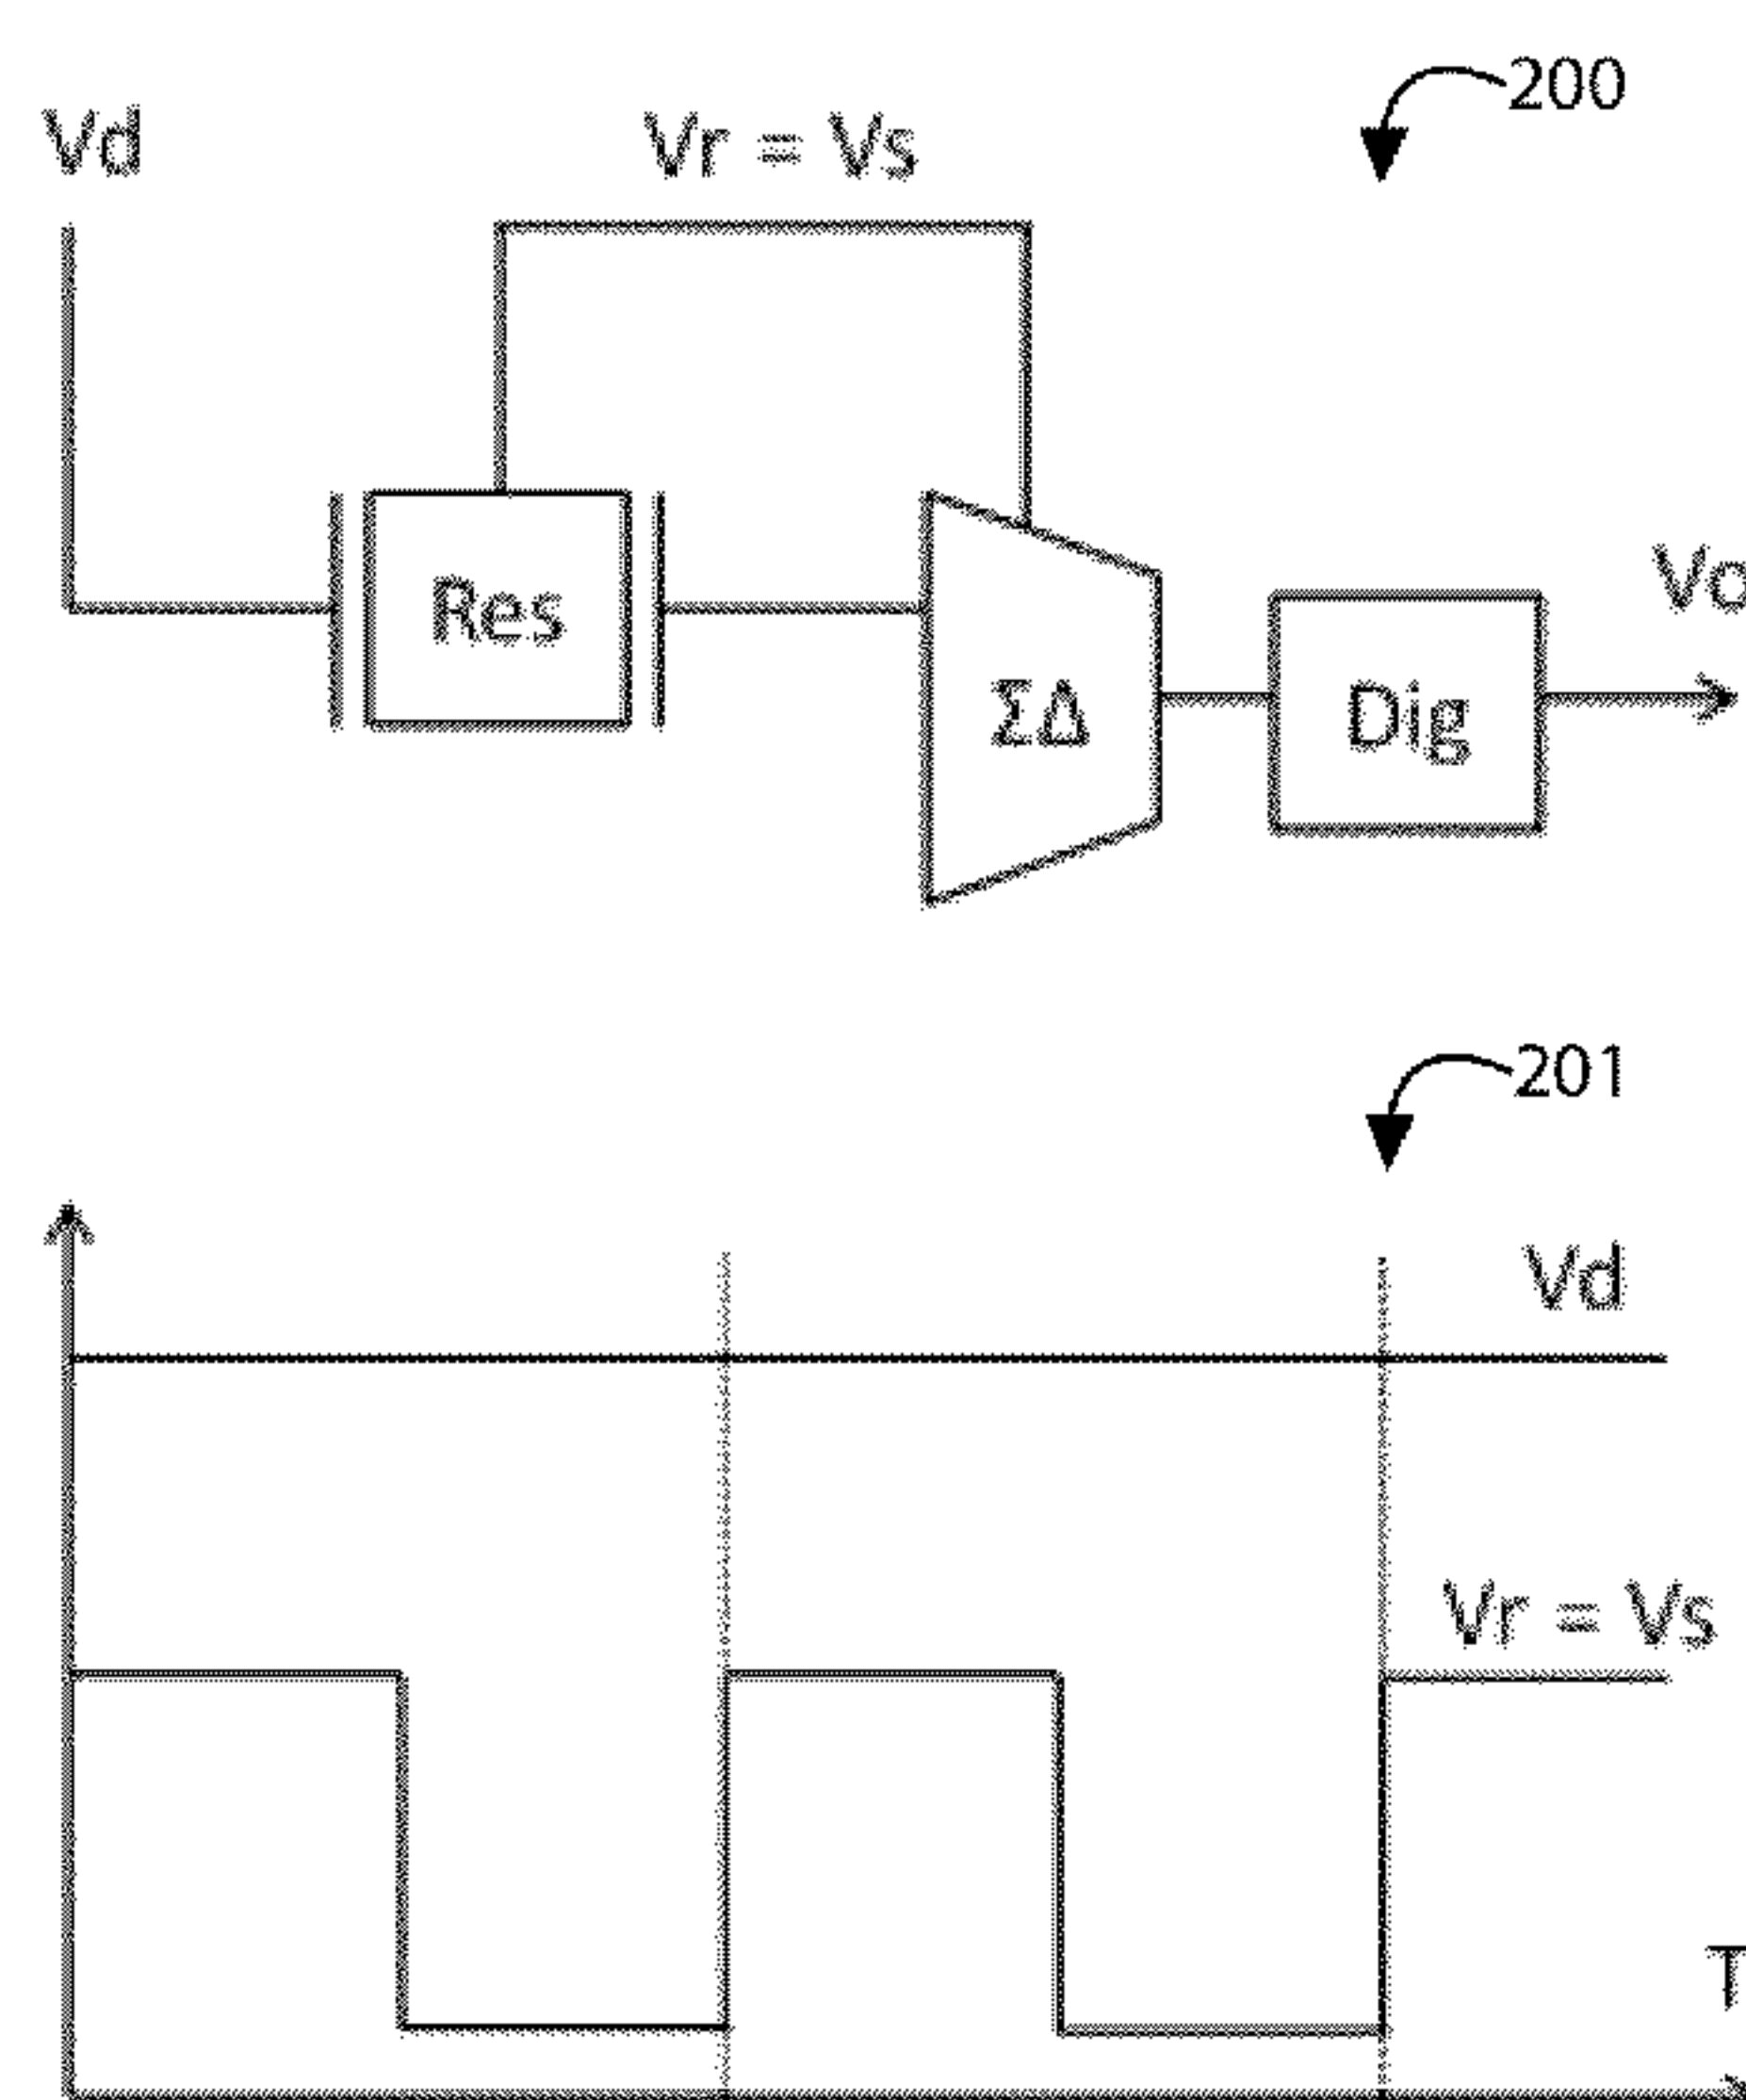 200
Vd
Vr = Vs
Res
ΣΔ
Dig
201
Vd
Vr = Vs
T